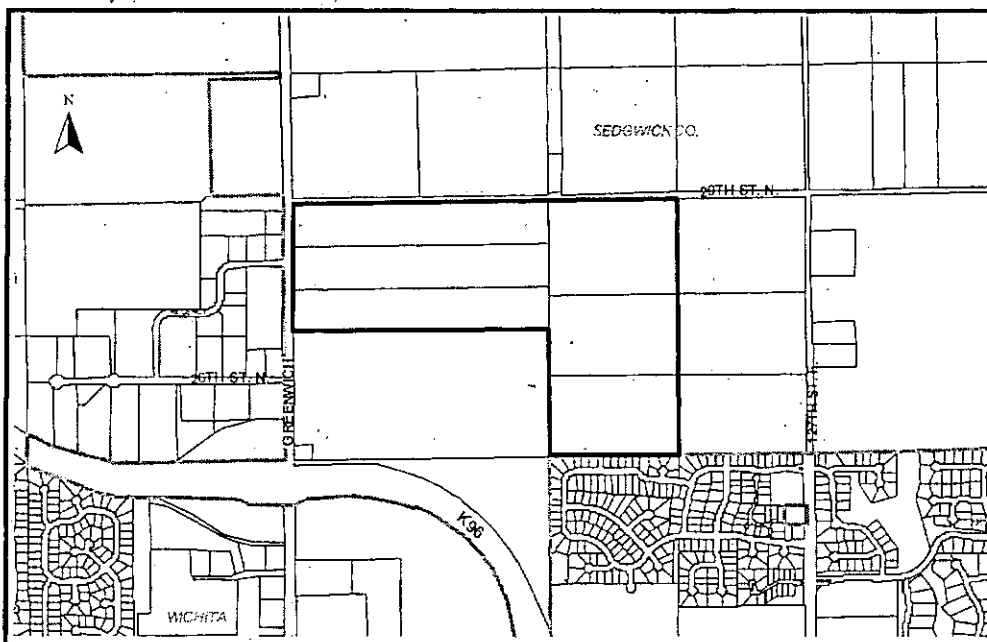 N
SEDGWICK CO.
29TH ST. N.
26TH ST. N.
GREENWICH
127TH ST. E.
K96
WICHITA